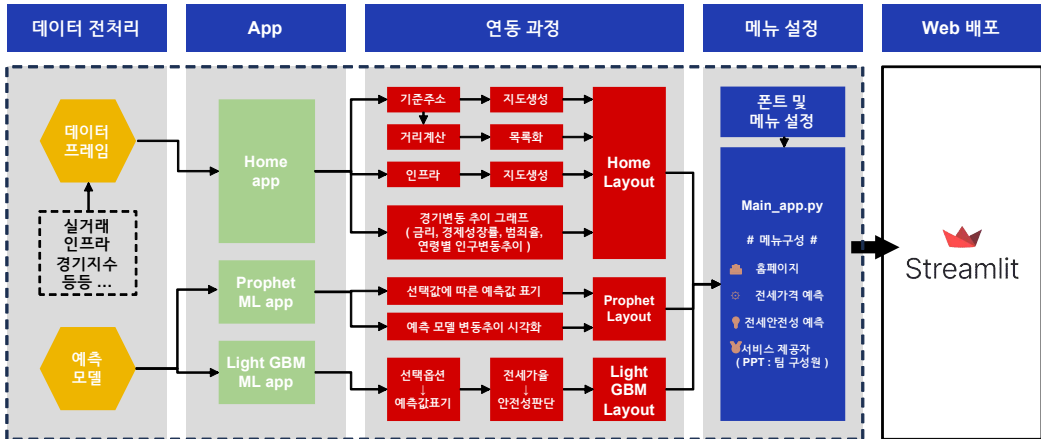 데이터 전처리
App
연동 과정
메뉴 설정
Web 배포
데이터
프레임
실거래
인프라
경기지수
등등 ...
예측
모델
Home
app
Prophet
ML app
Light GBM
ML app
기준주소
지도생성
거리계산
목록화
인프라
지도생성
경기변동 추이 그래프
( 금리, 경제성장률, 범죄율,
연령별 인구변동추이 )
Home
Layout
선택값에 따른 예측값 표기
예측 모델 변동추이 시각화
Prophet
Layout
선택옵션
↓
예측값표기
전세가율
↓
안전성판단
Light
GBM
Layout
폰트 및
메뉴 설정
Main_app.py
# 메뉴구성 #
홈페이지
전세가격 예측
전세안전성 예측
서비스 제공자
( PPT : 팀 구성원 )
Streamlit